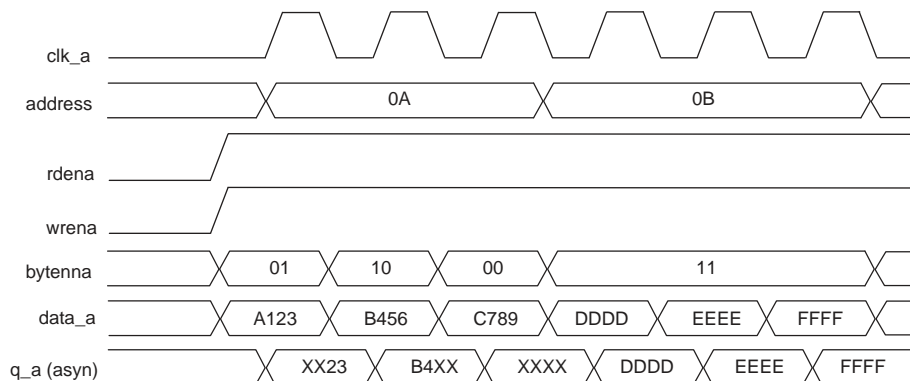 clk_a
address 0A 0B
rdena
wrena
bytenna 01 10 00 11
data_a A123 B456 C789 DDDD EEEE FFFF
q_a (asyn) XX23 B4XX XXXX DDDD EEEE FFFF